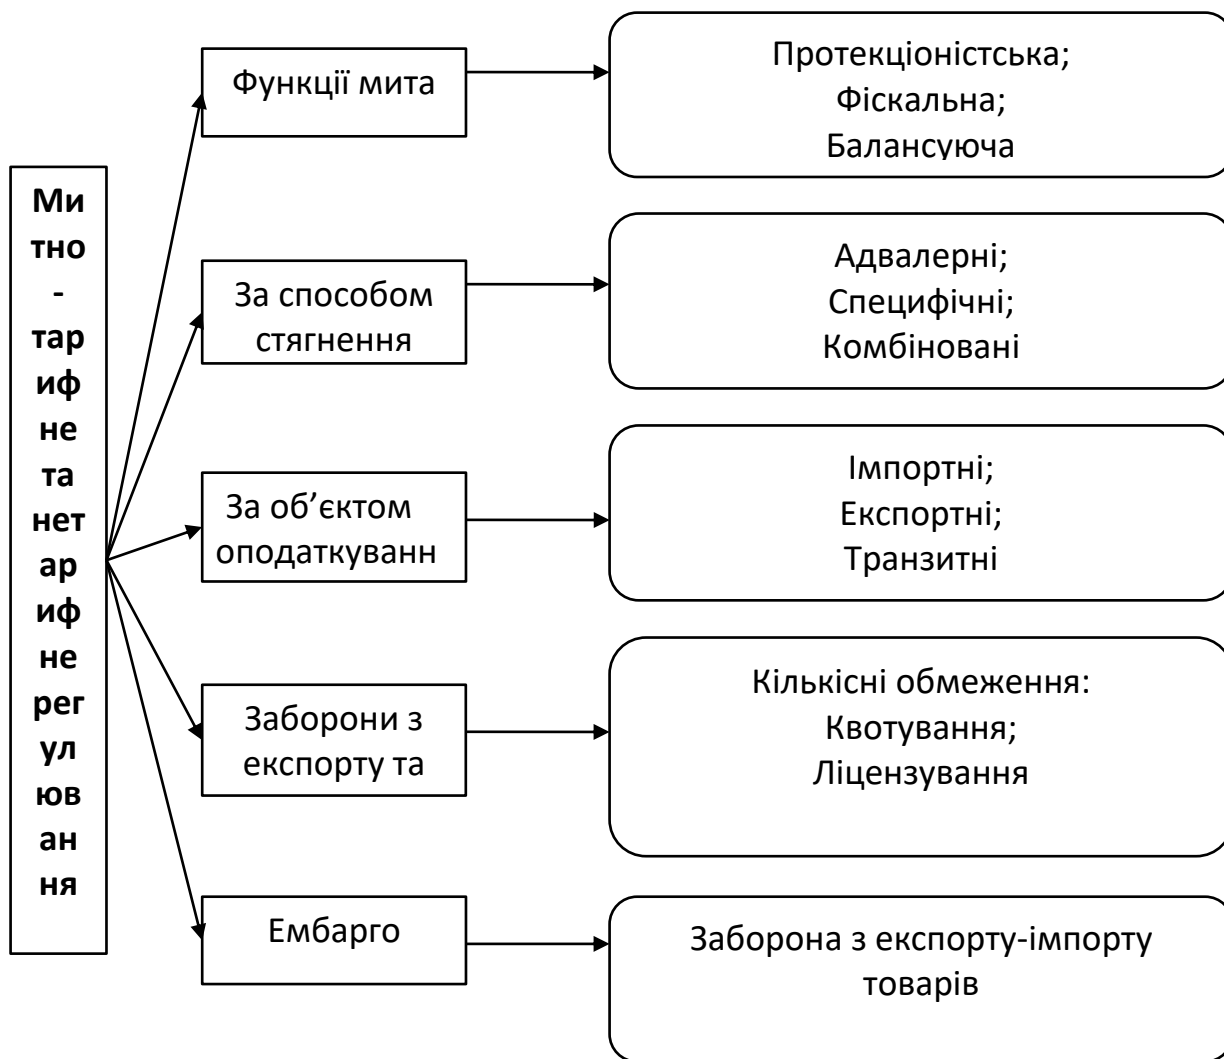 Ми
тно
-
тар
иф
не
та
нет
ар
иф
не
рег
ул
юв
ан
ня
Функції мита
Протекціоністська;
Фіскальна;
Балансуюча
За способом
стягнення
Адвалерні;
Специфічні;
Комбіновані
За об’єктом
оподаткуванн
Імпортні;
Експортні;
Транзитні
Заборони з
експорту та
Кількісні обмеження:
Квотування;
Ліцензування
Ембарго
Заборона з експорту-імпорту
товарів